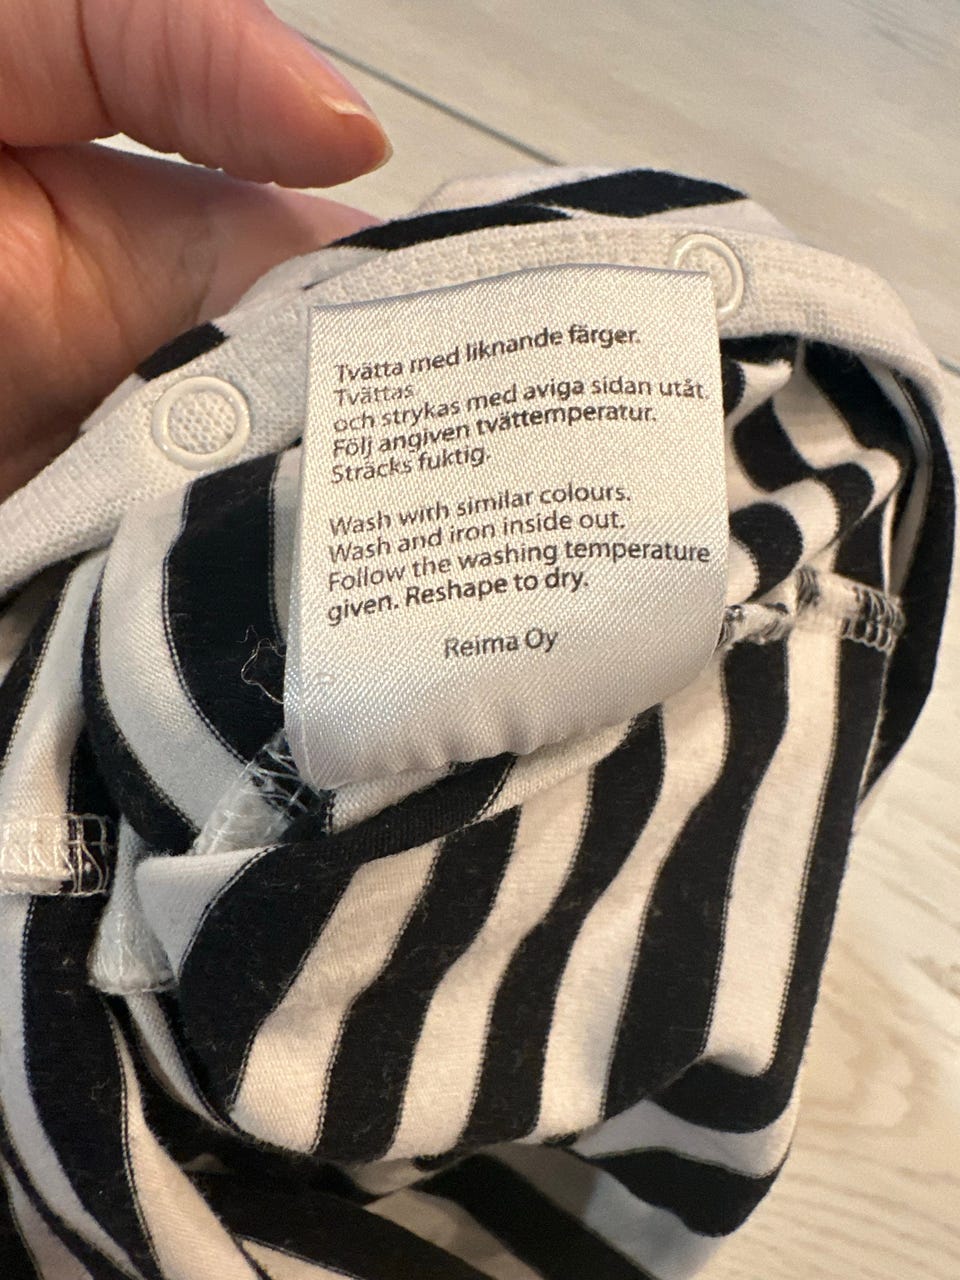 Tvätta med liknande färger.
Tvättas
och strykas med aviga sidan utåt.
Följ angiven tvättemperatur.
Sträcks fuktig.
Wash with similar colours.
Wash and iron inside out.
Follow the washing temperature
given. Reshape to dry.
Reima Oy